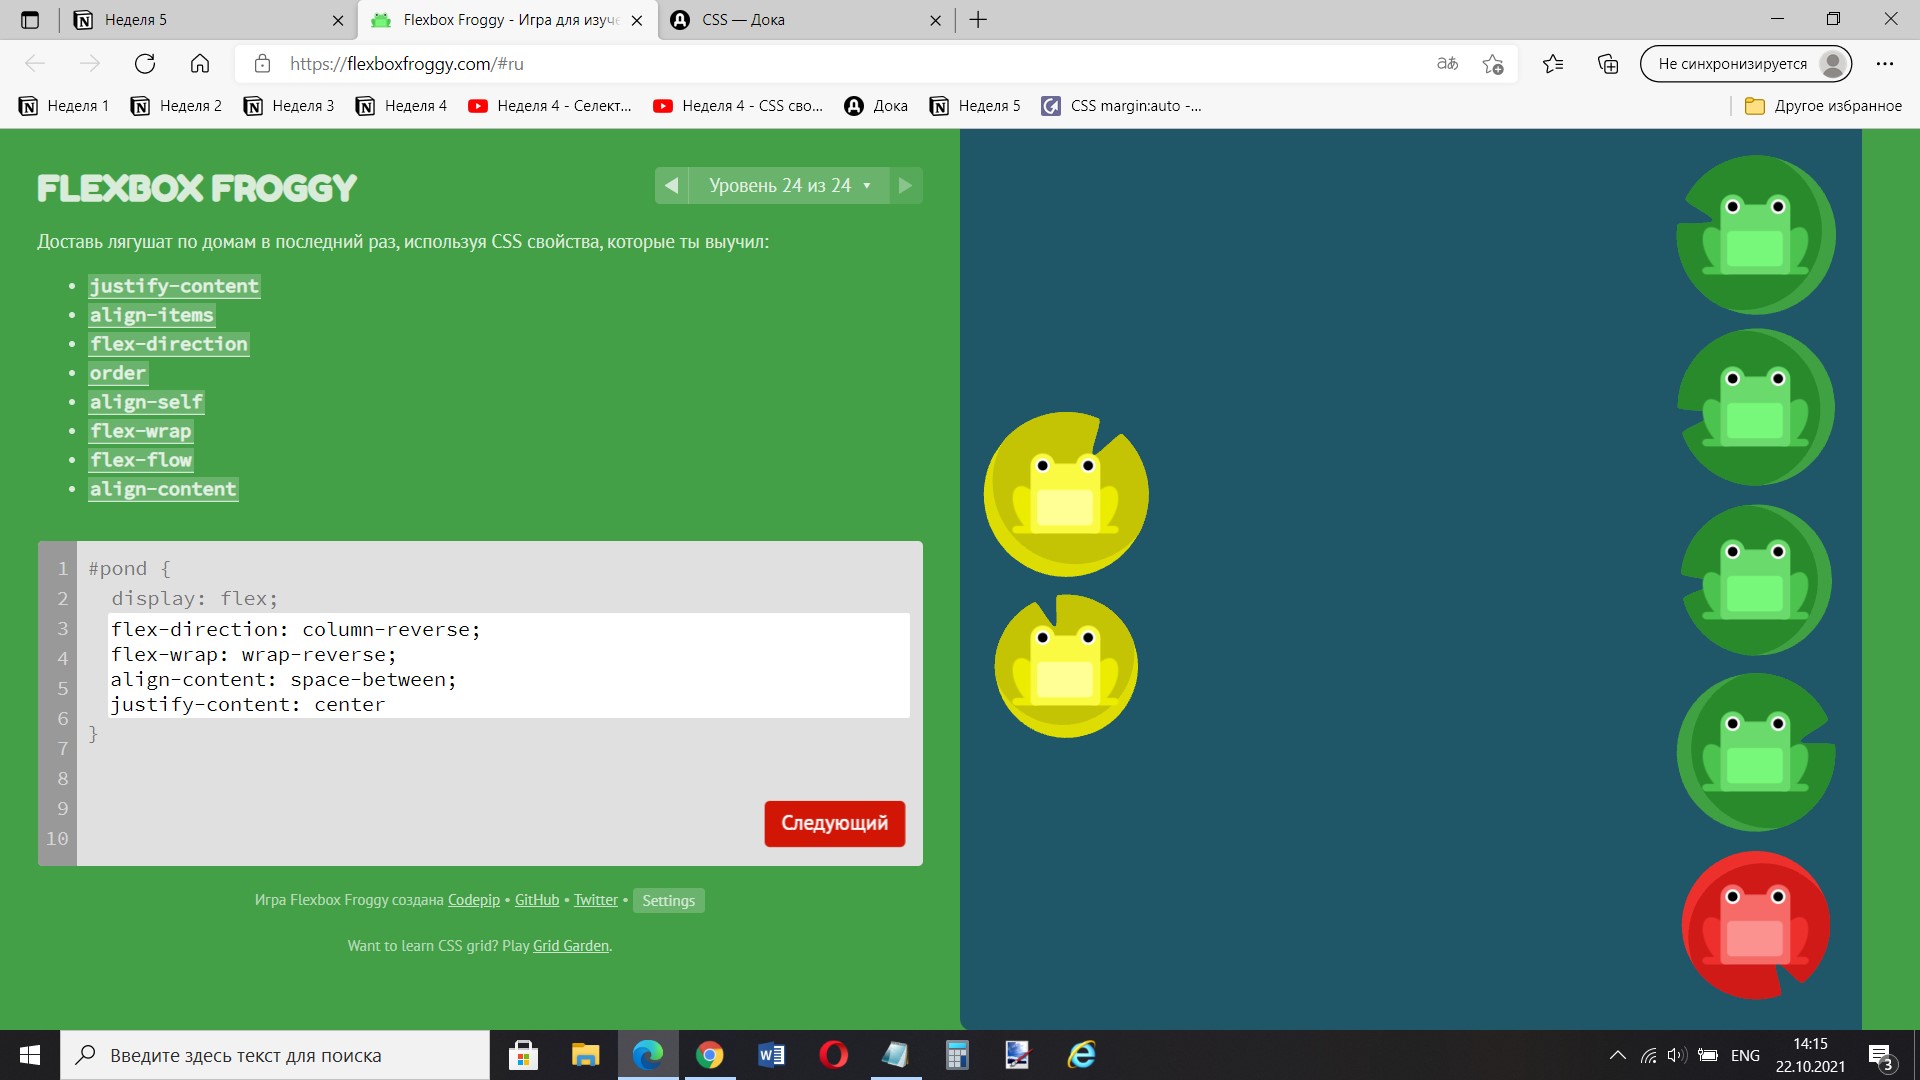 Неделя 5
Flexbox Froggy - Игра для изуче
CSS — Дока
https://flexboxfroggy.com/#ru
aあ
Не синхронизируется
Неделя 1
Неделя 2
Неделя 3
Неделя 4
Неделя 4 - Селект...
Неделя 4 - CSS сво...
Дока
Неделя 5
CSS margin:auto -...
Другое избранное
FLEXBOX FROGGY
Уровень 24 из 24
Доставь лягушат по домам в последний раз, используя CSS свойства, которые ты выучил:
• justify-content
• align-items
• flex-direction
• order
• align-self
• flex-wrap
• flex-flow
• align-content
1 #pond {
2 display: flex;
3 flex-direction: column-reverse;
4 flex-wrap: wrap-reverse;
5 align-content: space-between;
6 justify-content: center
7 }
8
9
10
Следующий
Игра Flexbox Froggy создана Codepip • GitHub • Twitter • Settings
Want to learn CSS grid? Play Grid Garden.
Введите здесь текст для поиска
ENG
14:15
22.10.2021
3